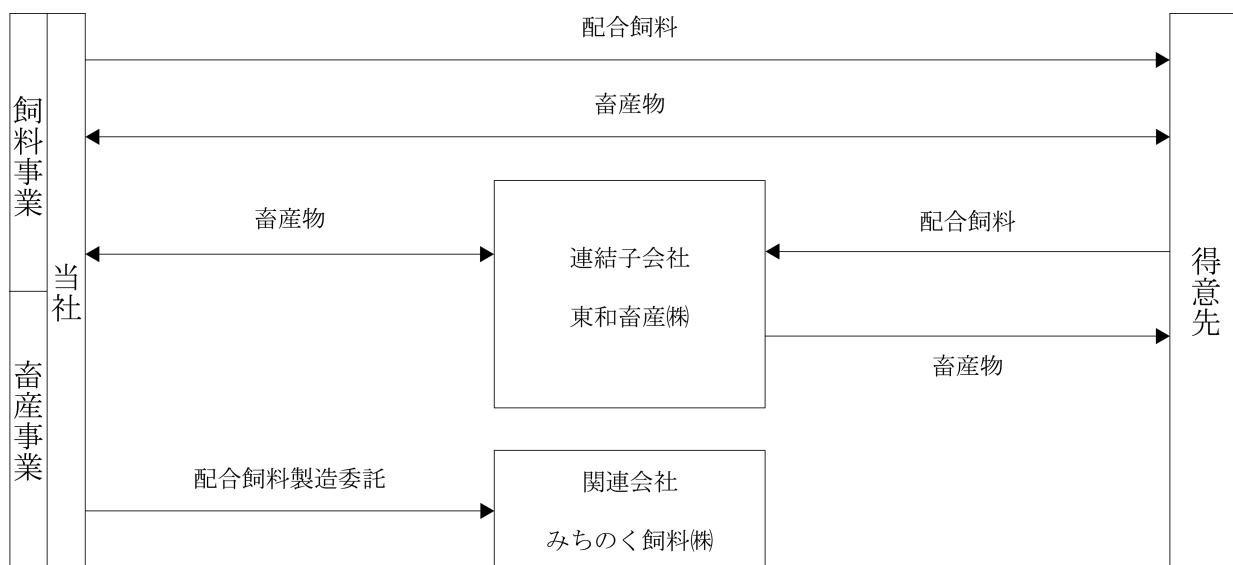 配合飼料
畜産物
飼料事業
畜産物
配合飼料
連結子会社
当社
得意先
東和畜産㈱
畜産物
畜産事業
配合飼料製造委託
関連会社
みちのく飼料㈱